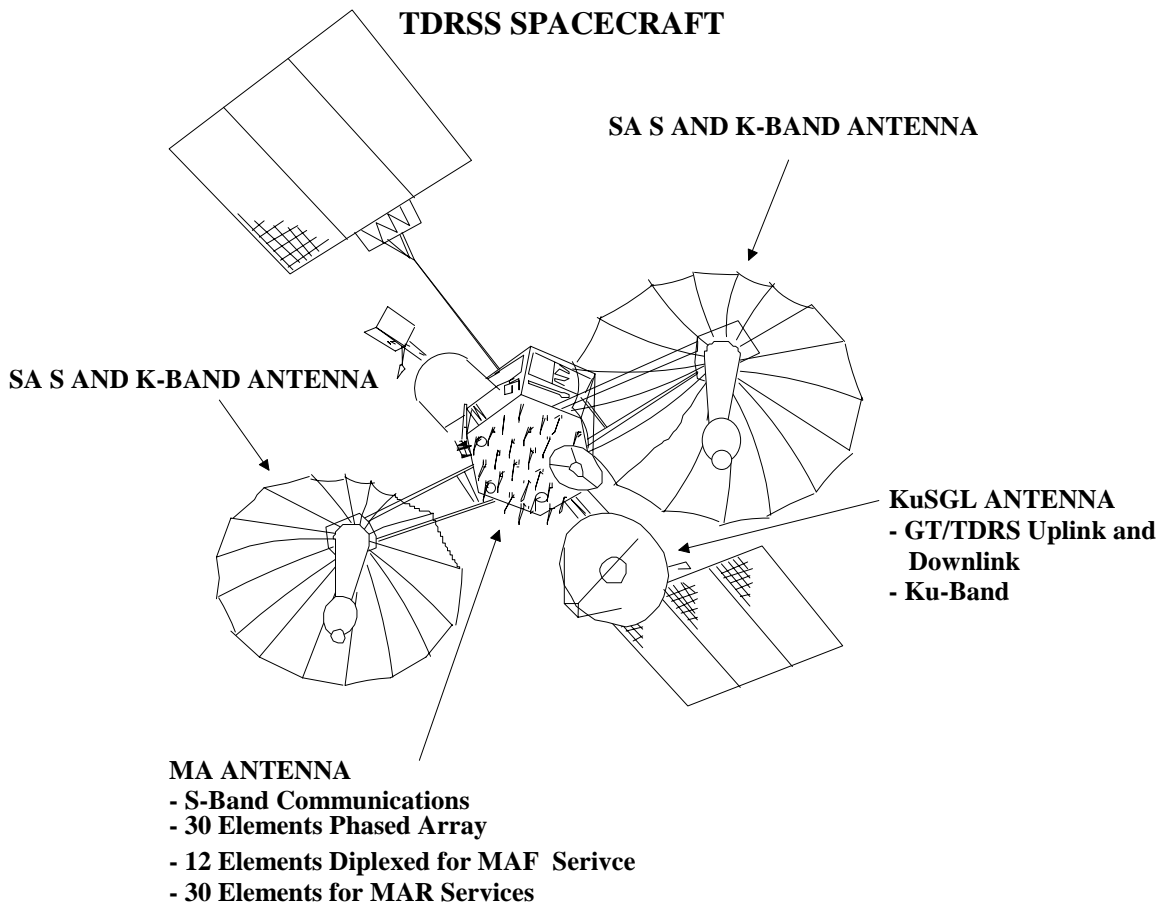 TDRSS SPACECRAFT
SA S AND K-BAND ANTENNA
SA S AND K-BAND ANTENNA
KuSGL ANTENNA
- GT/TDRS Uplink and
Downlink
- Ku-Band
MA ANTENNA
- S-Band Communications
- 30 Elements Phased Array
- 12 Elements Diplexed for MAF Serivce
- 30 Elements for MAR Services